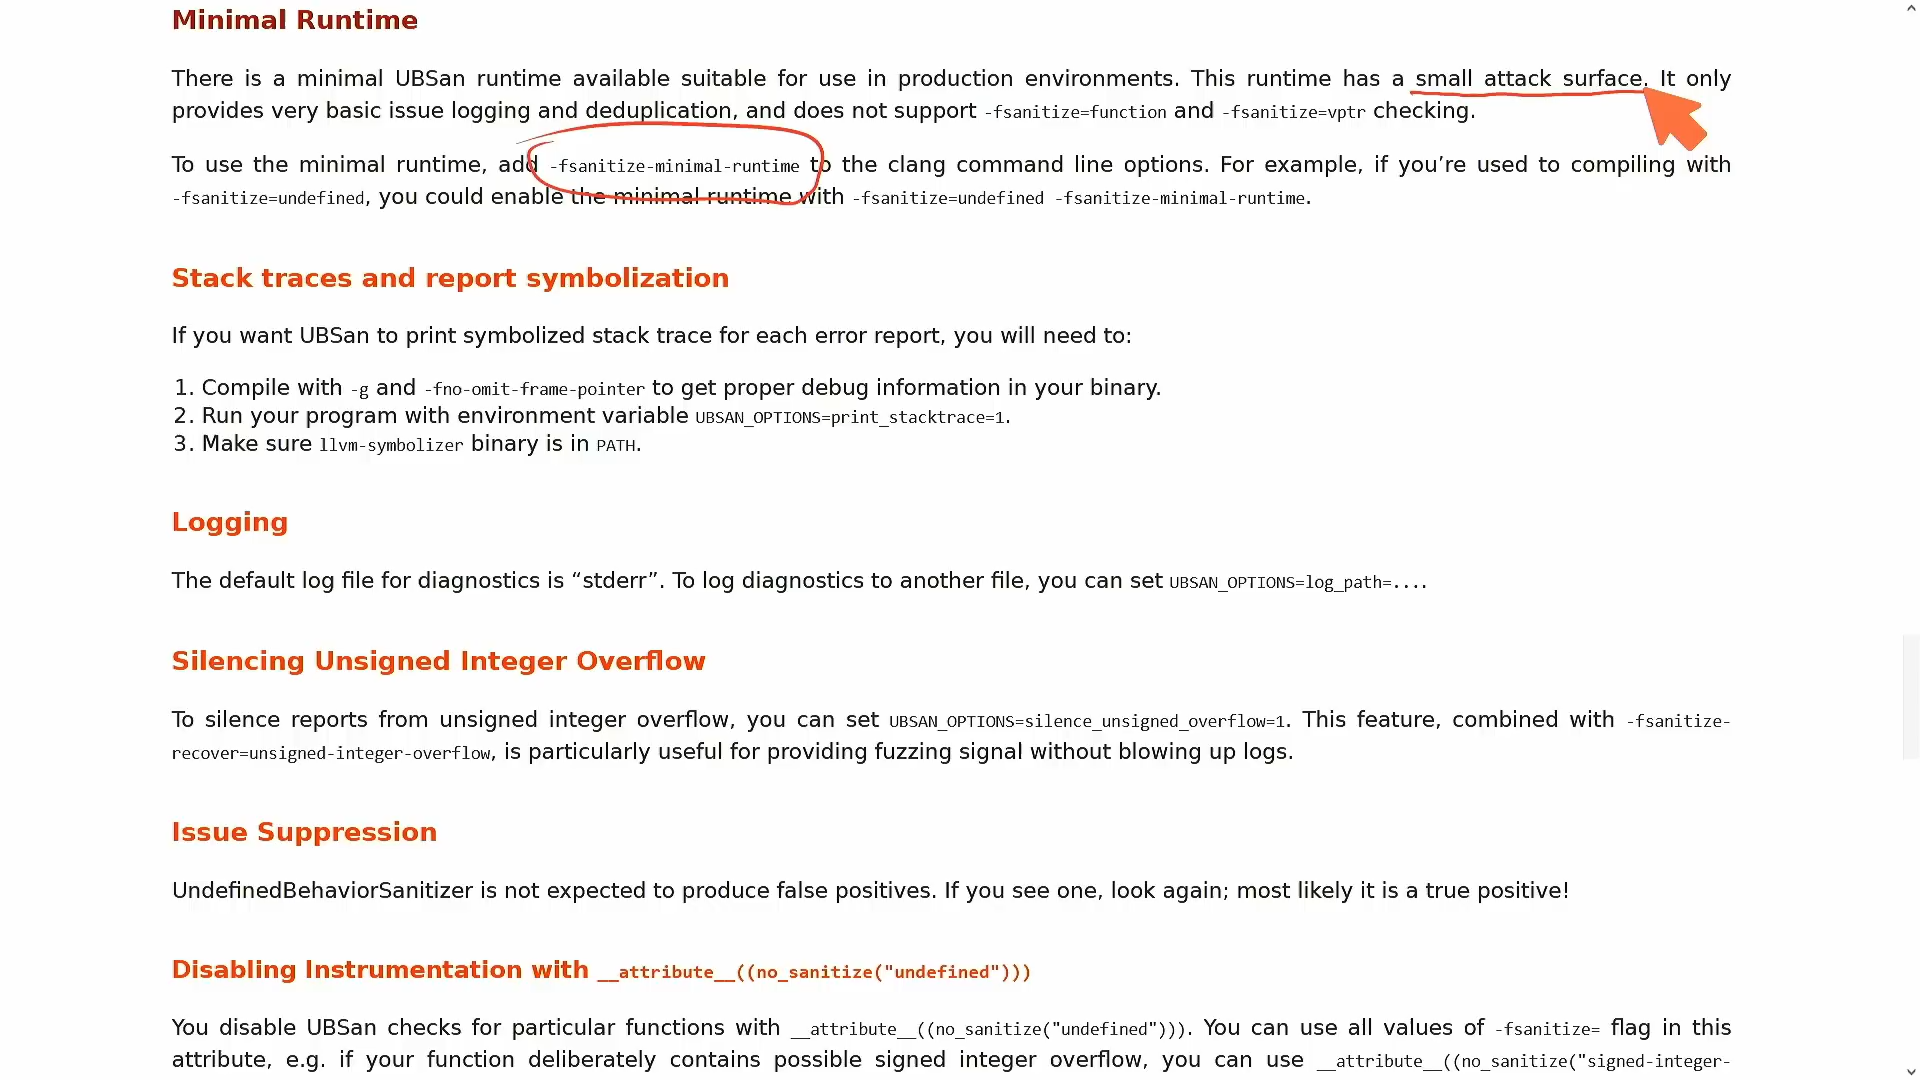 Minimal Runtime
There is a minimal UBSan runtime available suitable for use in production environments. This runtime has a small attack surface. It only
provides very basic issue logging and deduplication, and does not support -fsanitize=function and -fsanitize=vptr checking.
To use the minimal runtime, add -fsanitize-minimal-runtime to the clang command line options. For example, if you’re used to compiling with
-fsanitize=undefined, you could enable the minimal runtime with -fsanitize=undefined -fsanitize-minimal-runtime.
Stack traces and report symbolization
If you want UBSan to print symbolized stack trace for each error report, you will need to:
1. Compile with -g and -fno-omit-frame-pointer to get proper debug information in your binary.
2. Run your program with environment variable UBSAN_OPTIONS=print_stacktrace=1.
3. Make sure llvm-symbolizer binary is in PATH.
Logging
The default log file for diagnostics is “stderr”. To log diagnostics to another file, you can set UBSAN_OPTIONS=log_path=....
Silencing Unsigned Integer Overflow
To silence reports from unsigned integer overflow, you can set UBSAN_OPTIONS=silence_unsigned_overflow=1. This feature, combined with -fsanitize-
recover=unsigned-integer-overflow, is particularly useful for providing fuzzing signal without blowing up logs.
Issue Suppression
UndefinedBehaviorSanitizer is not expected to produce false positives. If you see one, look again; most likely it is a true positive!
Disabling Instrumentation with __attribute__((no_sanitize("undefined")))
You disable UBSan checks for particular functions with __attribute__((no_sanitize("undefined"))). You can use all values of -fsanitize= flag in this
attribute, e.g. if your function deliberately contains possible signed integer overflow, you can use __attribute__((no_sanitize("signed-integer-